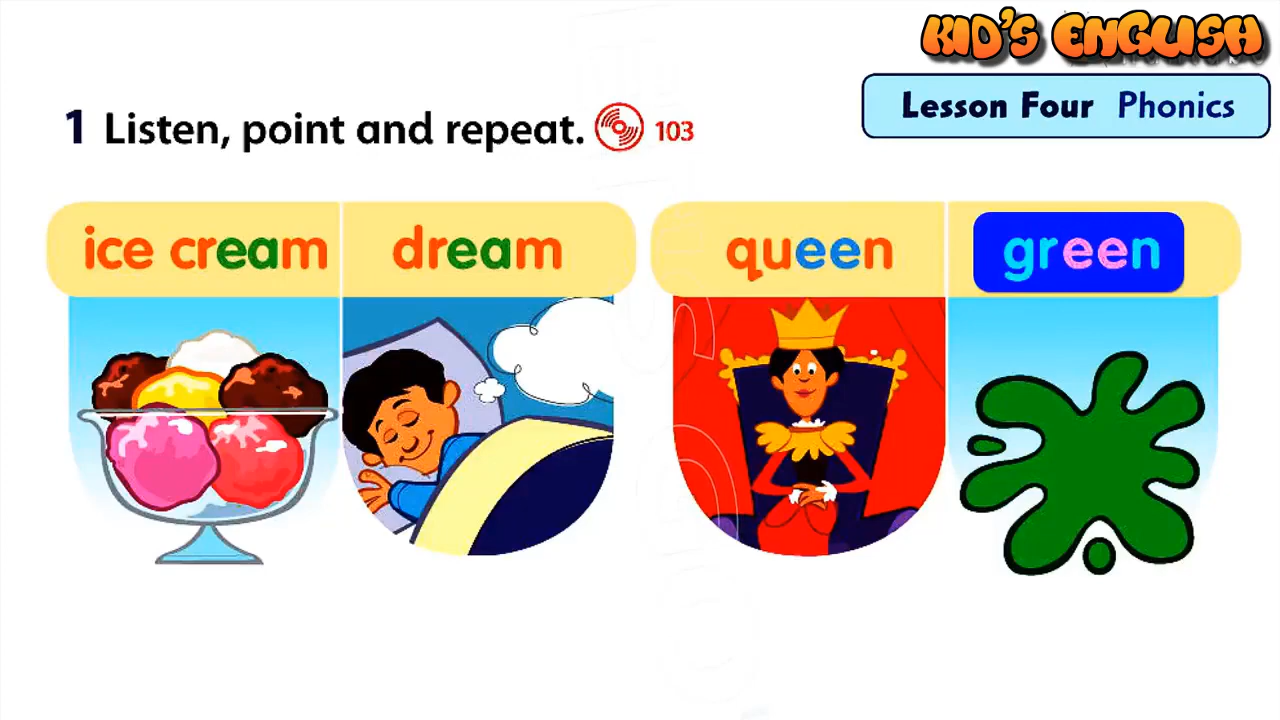 KID'S ENGLISH
Lesson Four Phonics
1 Listen, point and repeat. 103
ice cream dream queen green